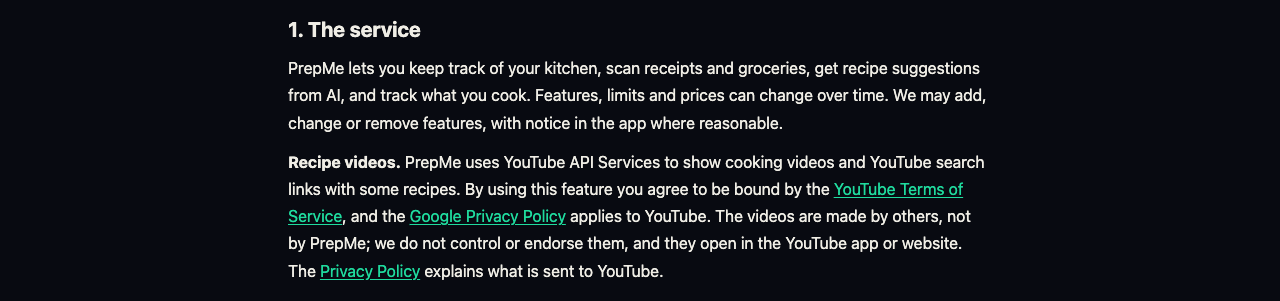 1. The service
PrepMe lets you keep track of your kitchen, scan receipts and groceries, get recipe suggestions
from AI, and track what you cook. Features, limits and prices can change over time. We may add,
change or remove features, with notice in the app where reasonable.
Recipe videos. PrepMe uses YouTube API Services to show cooking videos and YouTube search
links with some recipes. By using this feature you agree to be bound by the YouTube Terms of
Service, and the Google Privacy Policy applies to YouTube. The videos are made by others, not
by PrepMe; we do not control or endorse them, and they open in the YouTube app or website.
The Privacy Policy explains what is sent to YouTube.